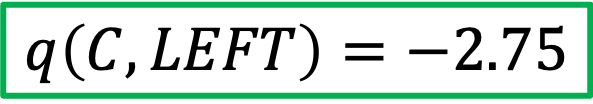 q(C, LEFT) = −2.75